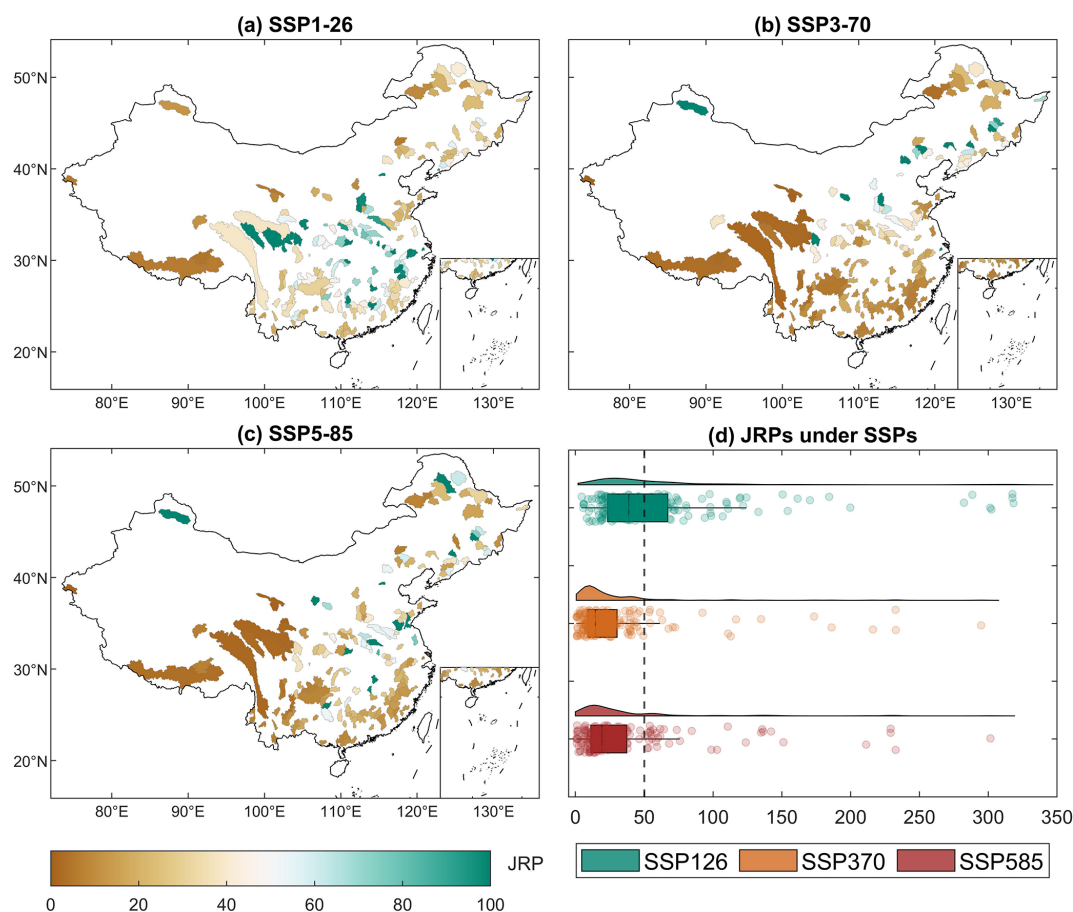 (a) SSP1-26
(b) SSP3-70
50°N
40°N
30°N
20°N
80°E 90°E 100°E 110°E 120°E 130°E
50°N
40°N
30°N
20°N
80°E 90°E 100°E 110°E 120°E 130°E
(c) SSP5-85
(d) JRPs under SSPs
50°N
40°N
30°N
20°N
80°E 90°E 100°E 110°E 120°E 130°E
0 50 100 150 200 250 300 350
JRP
0 20 40 60 80 100
SSP126 SSP370 SSP585